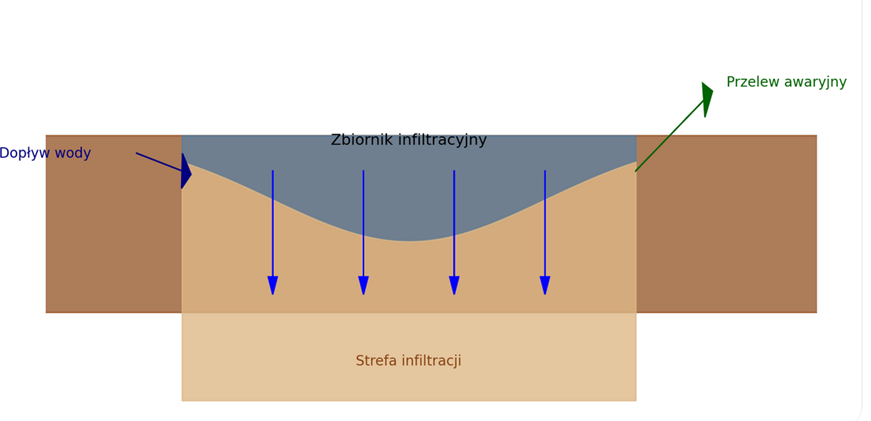 Przelew awaryjny
Zbiornik infiltracyjny
Dopływ wody
Strefa infiltracji